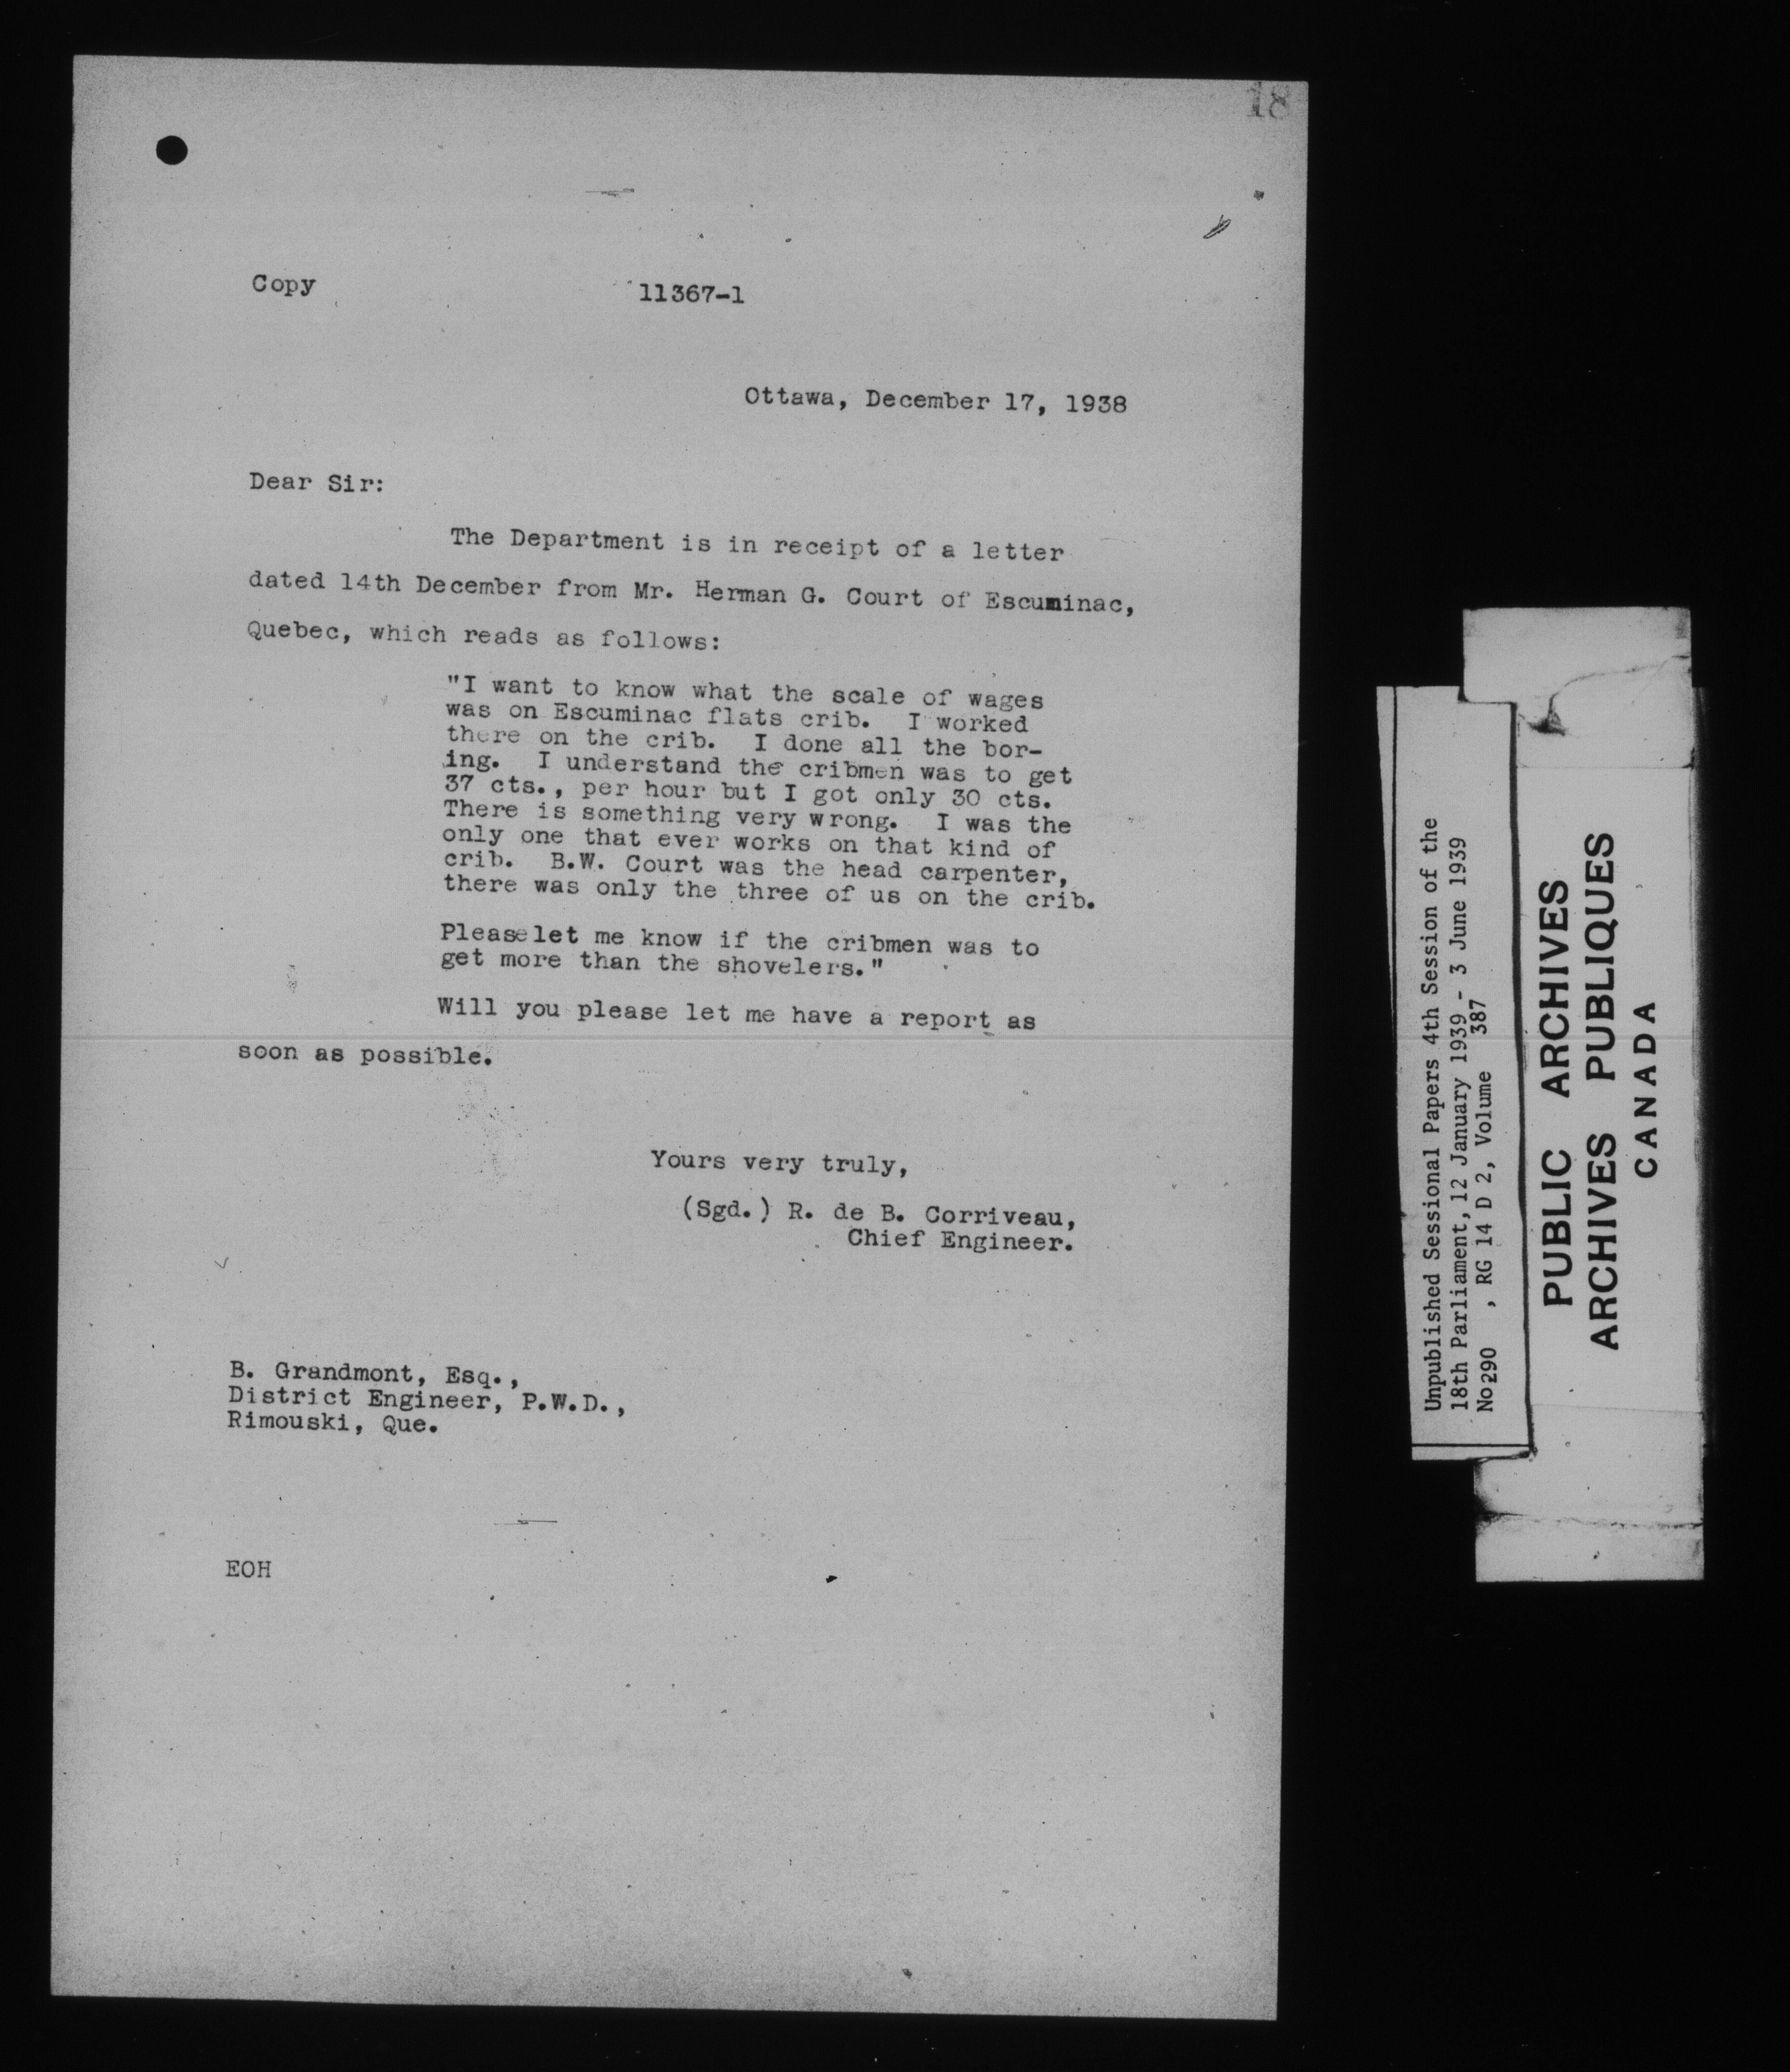 18
Copy
11367-1
Ottawa, December 17, 1938
Dear Sir:
The Department is in receipt of a letter
dated 14th December from Mr. Herman G. Court of Escuminac,
Quebec, which reads as follows:
"I want to know what the scale of wages
was on Escuminac flats crib. I worked
there on the crib. I done all the bor-
ing. I understand the cribmen was to get
37 cts., per hour but I got only 30 cts.
There is something very wrong. I was the
only one that ever works on that kind of
crib. B.W. Court was the head carpenter,
there was only the three of us on the crib.
Please let me know if the cribmen was to
get more than the shovelers."
Will you please let me have a report as
soon as possible.
Yours very truly,
(Sgd.) R. de B. Corriveau,
Chief Engineer.
B. Grandmont, Esq.,
District Engineer, P.W.D.,
Rimouski, Que.
EOH
Unpublished Sessional Papers 4th Session of the
18th Parliament, 12 January 1939 - 3 June 1939
No 290 , RG 14 D 2, Volume 387
PUBLIC ARCHIVES
ARCHIVES PUBLIQUES
CANADA